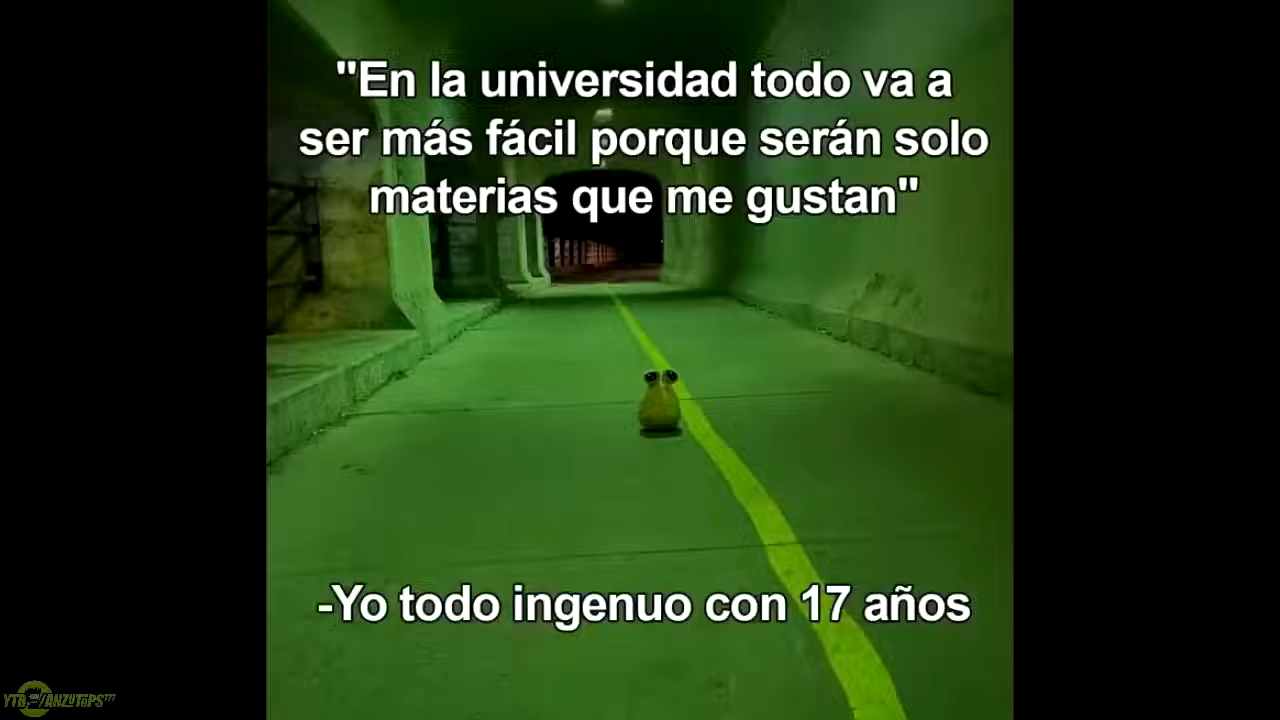 "En la universidad todo va a
ser más fácil porque serán solo
materias que me gustan"
-Yo todo ingenuo con 17 años